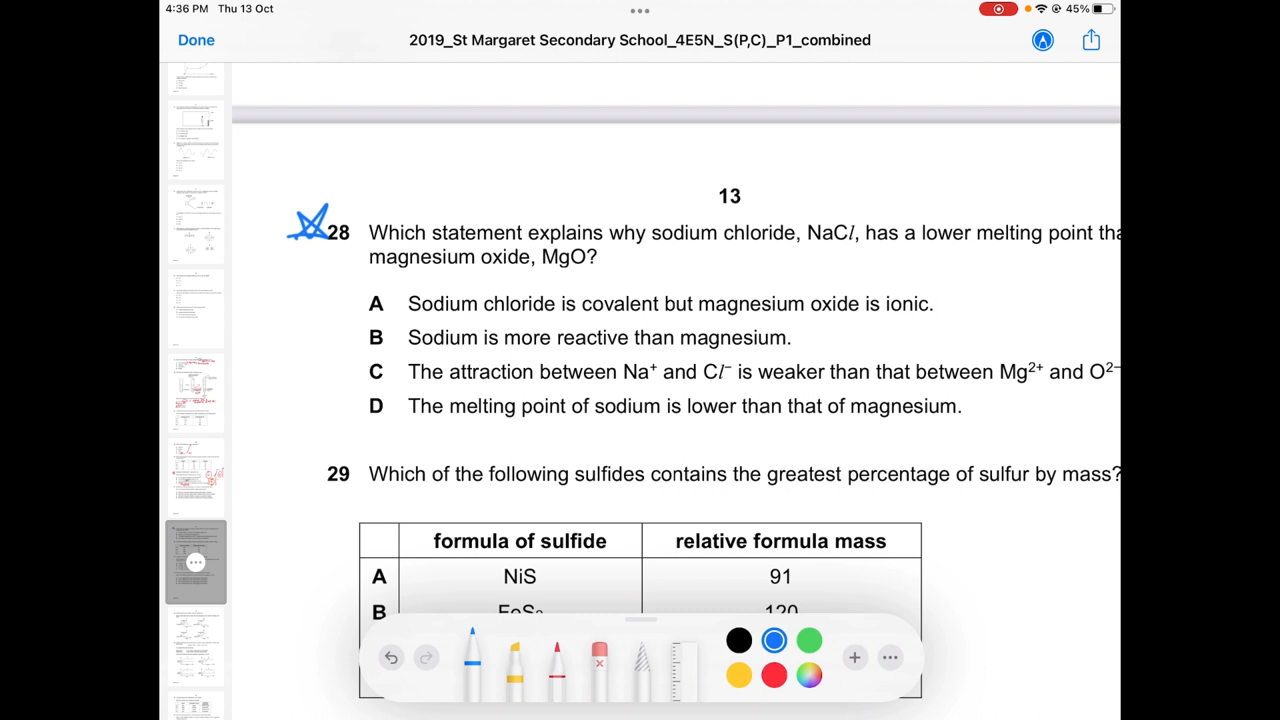 4:36 PM Thu 13 Oct
45%
Done
2019_St Margaret Secondary School_4E5N_S(P,C)_P1_combined
13
28 Which statement explains why sodium chloride, NaCl, has a lower melting point tha
magnesium oxide, MgO?
A Sodium chloride is covalent but magnesium oxide is ionic.
B Sodium is more reactive than magnesium.
C The attraction between Na⁺ and Cl⁻ is weaker than that between Mg²⁺ and O²⁻
D The melting point of sodium is lower than that of magnesium.
29 Which of the following sulfides contains the greatest percentage of sulfur by mass?
formula of sulfide relative formula mass
A NiS 91
B FeS₂ 120